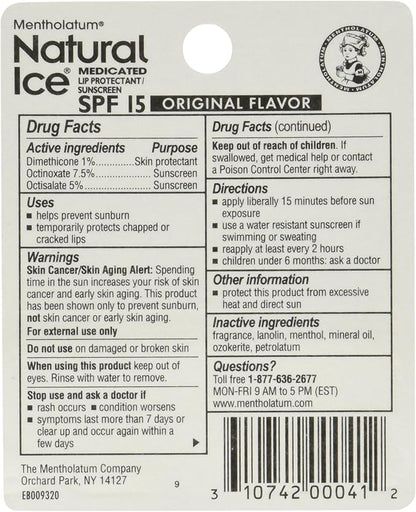 Mentholatum®
Natural
Ice®
MEDICATED
LIP PROTECTANT/
SUNSCREEN
SPF 15
ORIGINAL FLAVOR
MENTHOLATUM
Drug Facts
Active ingredients Purpose
Dimethicone 1%..............Skin protectant
Octinoxate 7.5%....................Sunscreen
Octisalate 5%........................Sunscreen
Uses
■ helps prevent sunburn
■ temporarily protects chapped or
cracked lips
Warnings
Skin Cancer/Skin Aging Alert: Spending
time in the sun increases your risk of skin
cancer and early skin aging. This product
has been shown only to prevent sunburn,
not skin cancer or early skin aging.
For external use only
Do not use on damaged or broken skin
When using this product keep out of
eyes. Rinse with water to remove.
Stop use and ask a doctor if
■ rash occurs ■ condition worsens
■ symptoms last more than 7 days or
clear up and occur again within a
few days
Drug Facts (continued)
Keep out of reach of children. If
swallowed, get medical help or contact
a Poison Control Center right away.
Directions
■ apply liberally 15 minutes before sun
exposure
■ use a water resistant sunscreen if
swimming or sweating
■ reapply at least every 2 hours
■ children under 6 months: ask a doctor
Other information
■ protect this product from excessive
heat and direct sun
Inactive ingredients
fragrance, lanolin, menthol, mineral oil,
ozokerite, petrolatum
Questions?
Toll free 1-877-636-2677
MON-FRI 9 AM to 5 PM (EST)
www.mentholatum.com
The Mentholatum Company
Orchard Park, NY 14127
EB009320
9
3 10742 00041 2